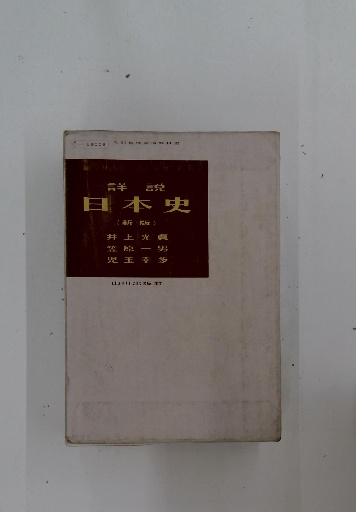 詳説
日本史
（新版）
井上光貞
笠原一男
児玉幸多